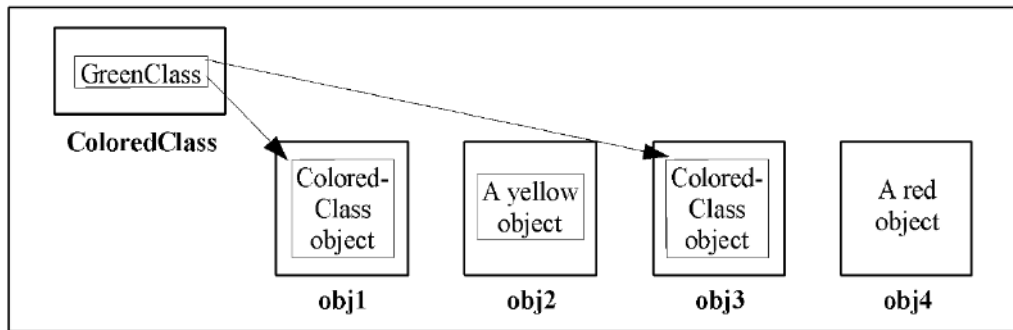 GreenClass
ColoredClass
Colored-
Class
object
obj1
A yellow
object
obj2
Colored-
Class
object
obj3
A red
object
obj4